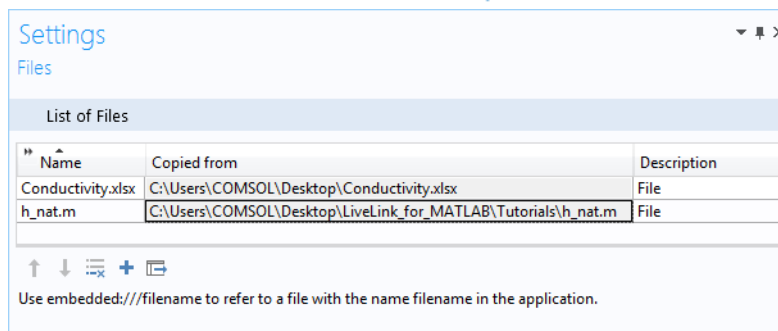 Settings
Files
List of Files
Name Copied from Description
Conductivity.xlsx C:\Users\COMSOL\Desktop\Conductivity.xlsx File
h_nat.m C:\Users\COMSOL\Desktop\LiveLink_for_MATLAB\Tutorials\h_nat.m File
Use embedded:///filename to refer to a file with the name filename in the application.